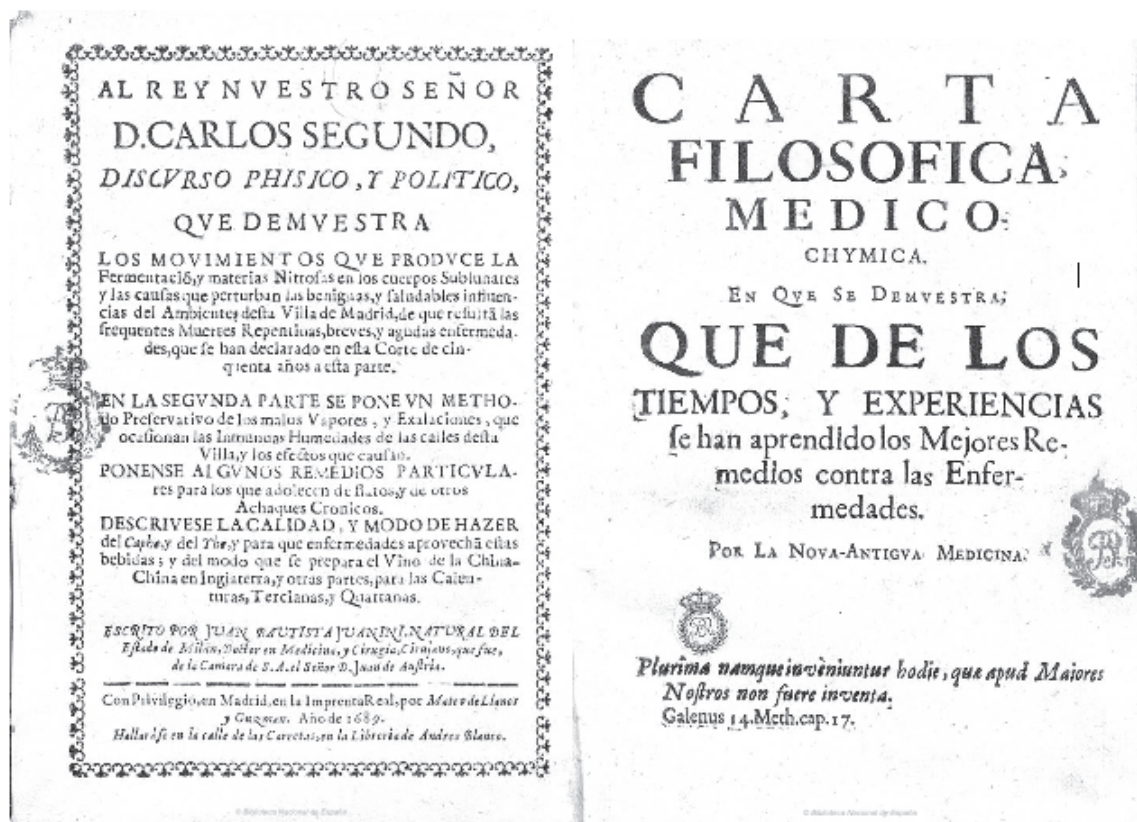 AL REY NVESTRO SEÑOR
D. CARLOS SEGUNDO,
DISCVRSO PHISICO, Y POLITICO,
QVE DEMVESTRA
LOS MOVIMIENTOS QVE PRODVCE LA
Fermentaciõ, y materias Nitrosas en los cuerpos Sublunares
y las causas que perturban las benignas, y saludables influen-
cias del Ambiente desta Villa de Madrid, de que resultã las
frequentes Muertes Repentinas, breves, y agudas enfermeda-
des, que se han declarado en esta Corte de cin-
quenta años a esta parte.
EN LA SEGVNDA PARTE SE PONE VN METHO-
do Preservativo de los malos Vapores, y Exalaciones, que
ocasionan las Inmundas Humedades de las calles desta
Villa, y los efectos que causan.
PONENSE ALGVNOS REMEDIOS PARTICVLA-
res para los que adolecen de flatos, y de otros
Achaques Cronicos.
DESCRIVESE LA CALIDAD, Y MODO DE HAZER
del Caphe, y del The, y para que enfermedades aprovechã estas
bebidas; y del modo que se prepara el Vino de la China-
China en Inglaterra, y otras partes, para las Calen-
turas, Tercianas, y Quartanas.
ESCRITO POR JUAN BAUTISTA JUANINI, NATURAL DEL
Estado de Milàn, Doctor en Medicina, y Cirugia, Cirujano, que fue,
de la Camara de S. A. el Señor D. Juan de Austria.
Con Privilegio, en Madrid, en la Imprenta Real, por Mateo de Llanos
y Guzman. Año de 1689.
Hallaràse en la calle de las Carretas, en la Libreria de Andres Blanco.
© Biblioteca Nacional de España
CARTA
FILOSOFICA,
MEDICO-
CHYMICA.
EN QVE SE DEMVESTRA,
QUE DE LOS
TIEMPOS, Y EXPERIENCIAS
se han aprendido los Mejores Re-
medios contra las Enfer-
medades.
POR LA NOVA-ANTIGVA MEDICINA.
Plurima namque inveniuntur hodie, que apud Maiores
Nostros non fuere inventa.
Galenus 14. Meth. cap. 17.
© Biblioteca Nacional de España